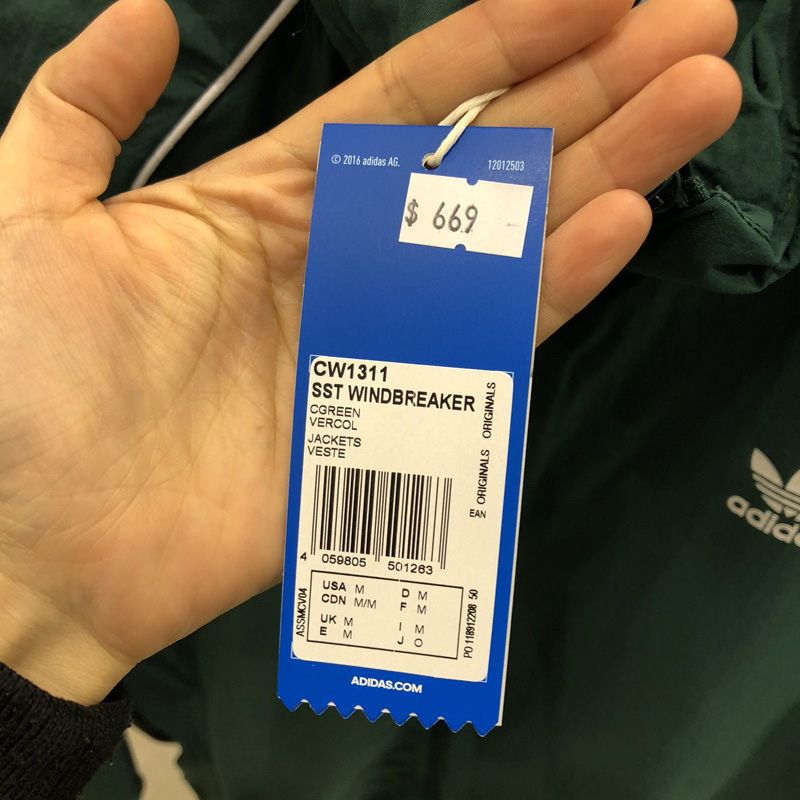 © 2016 adidas AG.
12012503
$ 669
CW1311
SST WINDBREAKER
CGREEN
VERCOL
JACKETS
VESTE
ORIGINALS ORIGINALS
EAN
4 059805 501263
ASSMCV04
USA M
CDN M/M
UK M
E M
D M
F M
I M
J O
PO 118912208 50
ADIDAS.COM
adidas